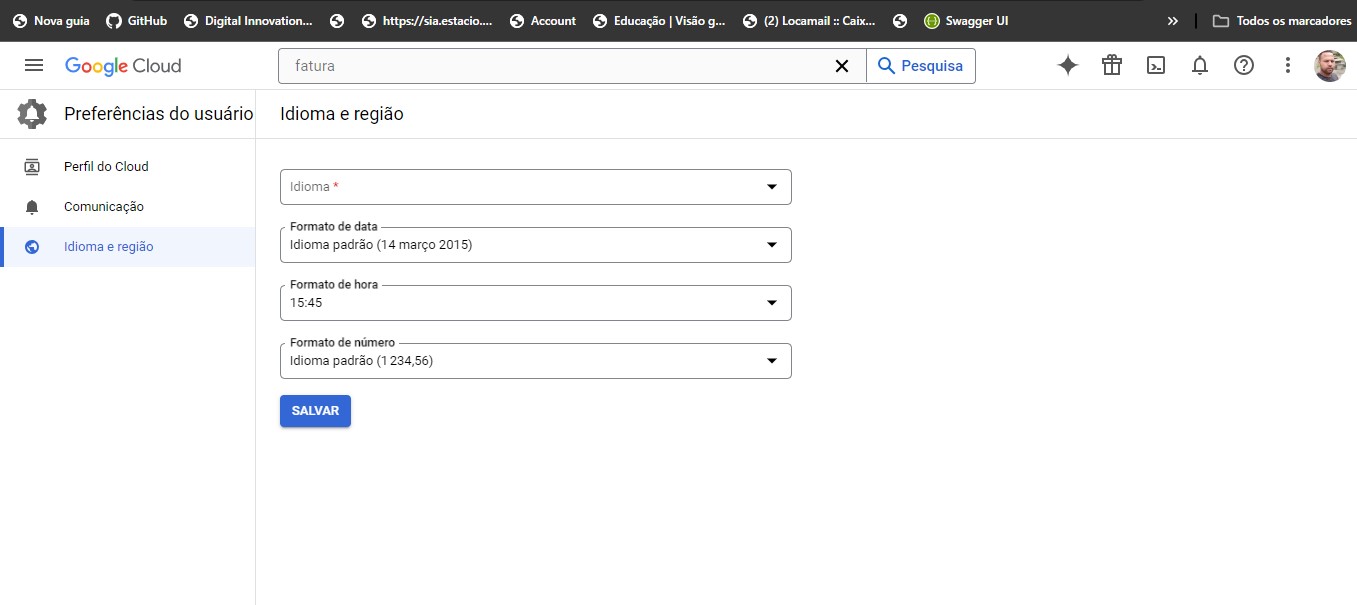 Nova guia GitHub Digital Innovation... https://sia.estacio.... Account Educação | Visão g... (2) Locamail :: Caix... Swagger UI » Todos os marcadores
Google Cloud fatura Pesquisa
Preferências do usuário
Idioma e região
Perfil do Cloud
Comunicação
Idioma e região
Idioma *
Formato de data
Idioma padrão (14 março 2015)
Formato de hora
15:45
Formato de número
Idioma padrão (1 234,56)
SALVAR